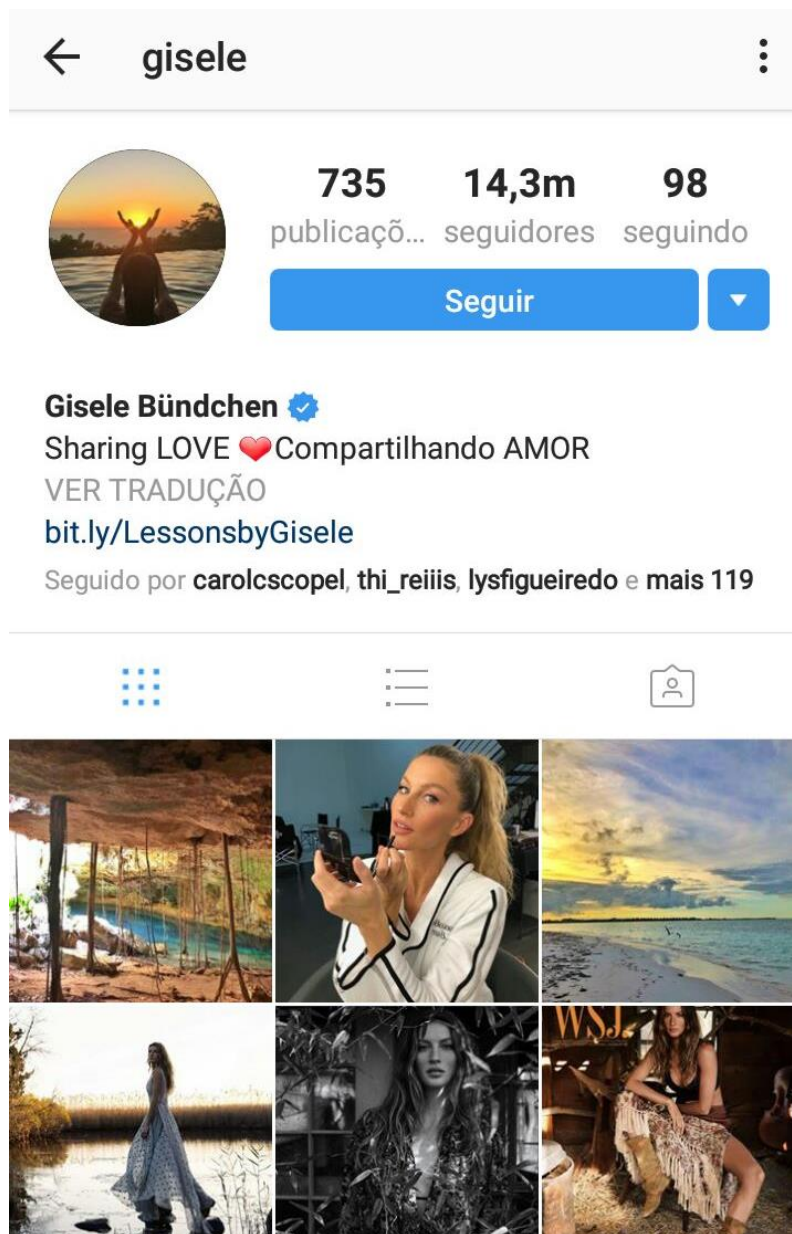 gisele
735 14,3m 98
publicaçõ... seguidores seguindo
Seguir
Gisele Bündchen
Sharing LOVE ❤Compartilhando AMOR
VER TRADUÇÃO
bit.ly/LessonsbyGisele
Seguido por carolcscopel, thi_reiiis, lysfigueiredo e mais 119
WSJ.